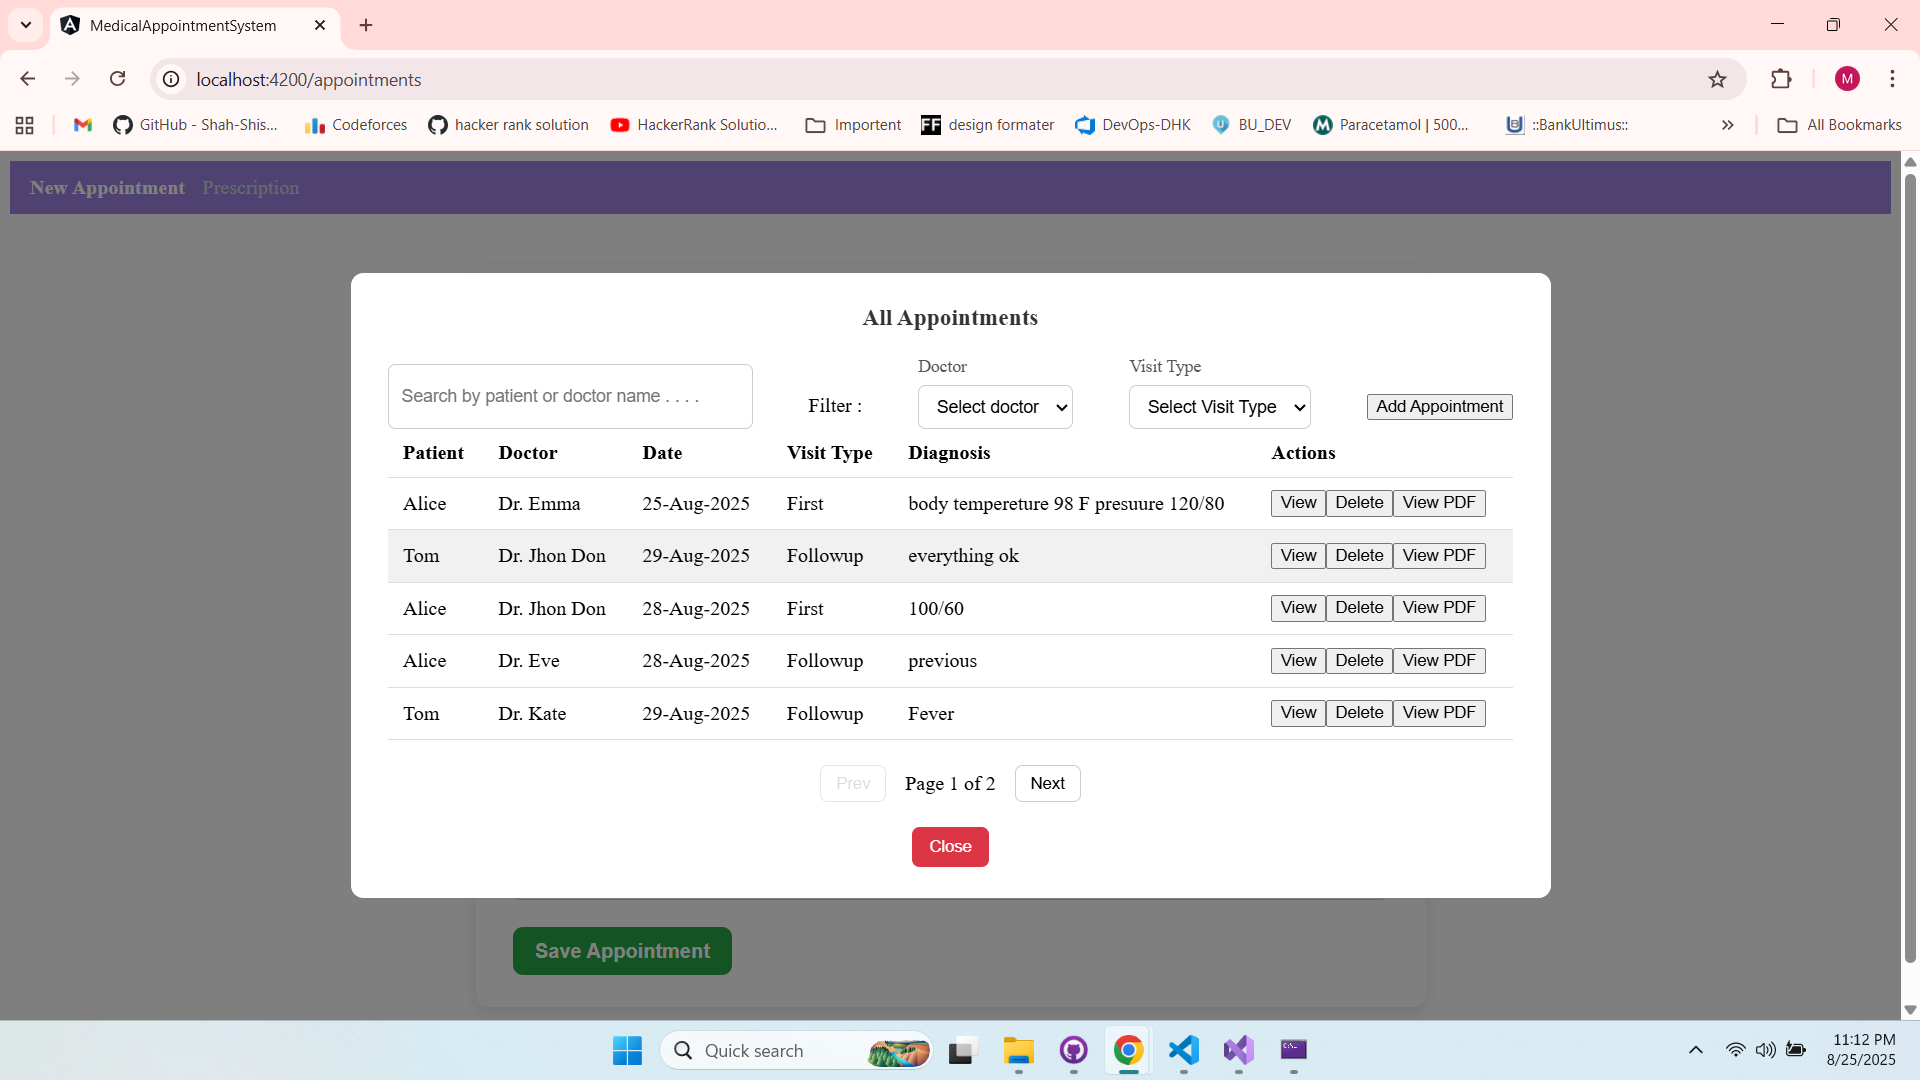 MedicalAppointmentSystem
localhost:4200/appointments
M
GitHub - Shah-Shis...
Codeforces
hacker rank solution
HackerRank Solutio...
Importent
FF
design formater
DevOps-DHK
BU_DEV
Paracetamol | 500...
::BankUltimus::
All Bookmarks
New Appointment Prescription
All Appointments
Doctor Visit Type
Search by patient or doctor name . . . . Filter : Select doctor Select Visit Type Add Appointment
Patient Doctor Date Visit Type Diagnosis Actions
Alice Dr. Emma 25-Aug-2025 First body tempereture 98 F presuure 120/80 View Delete View PDF
Tom Dr. Jhon Don 29-Aug-2025 Followup everything ok View Delete View PDF
Alice Dr. Jhon Don 28-Aug-2025 First 100/60 View Delete View PDF
Alice Dr. Eve 28-Aug-2025 Followup previous View Delete View PDF
Tom Dr. Kate 29-Aug-2025 Followup Fever View Delete View PDF
Prev Page 1 of 2 Next
Close
Save Appointment
Quick search
11:12 PM
8/25/2025